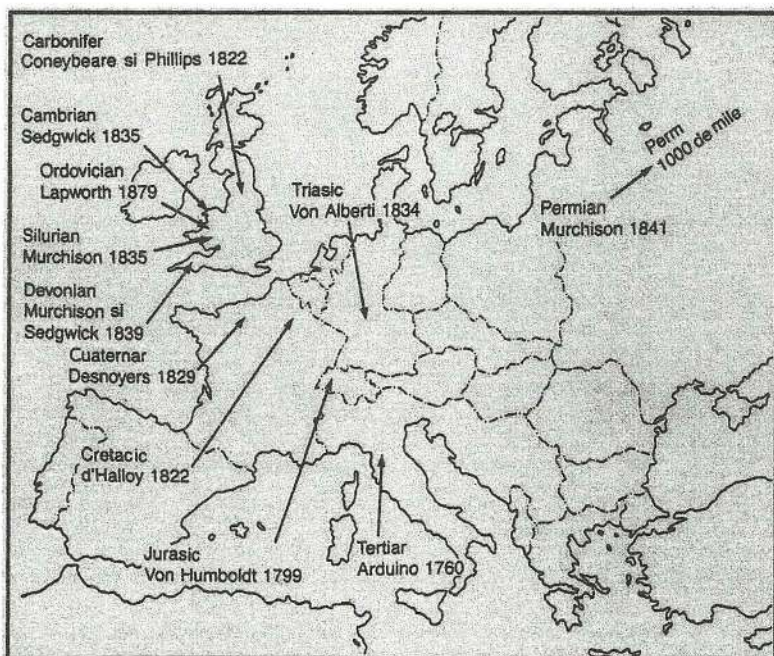 Carbonifer
Coneybeare si Phillips 1822
Cambrian
Sedgwick 1835
Ordovician
Lapworth 1879
Silurian
Murchison 1835
Devonian
Murchison si
Sedgwick 1839
Cuaternar
Desnoyers 1829
Cretacic
d'Halloy 1822
Jurasic
Von Humboldt 1799
Tertiar
Arduino 1760
Triasic
Von Alberti 1834
Permian
Murchison 1841
Perm
1000 de mile